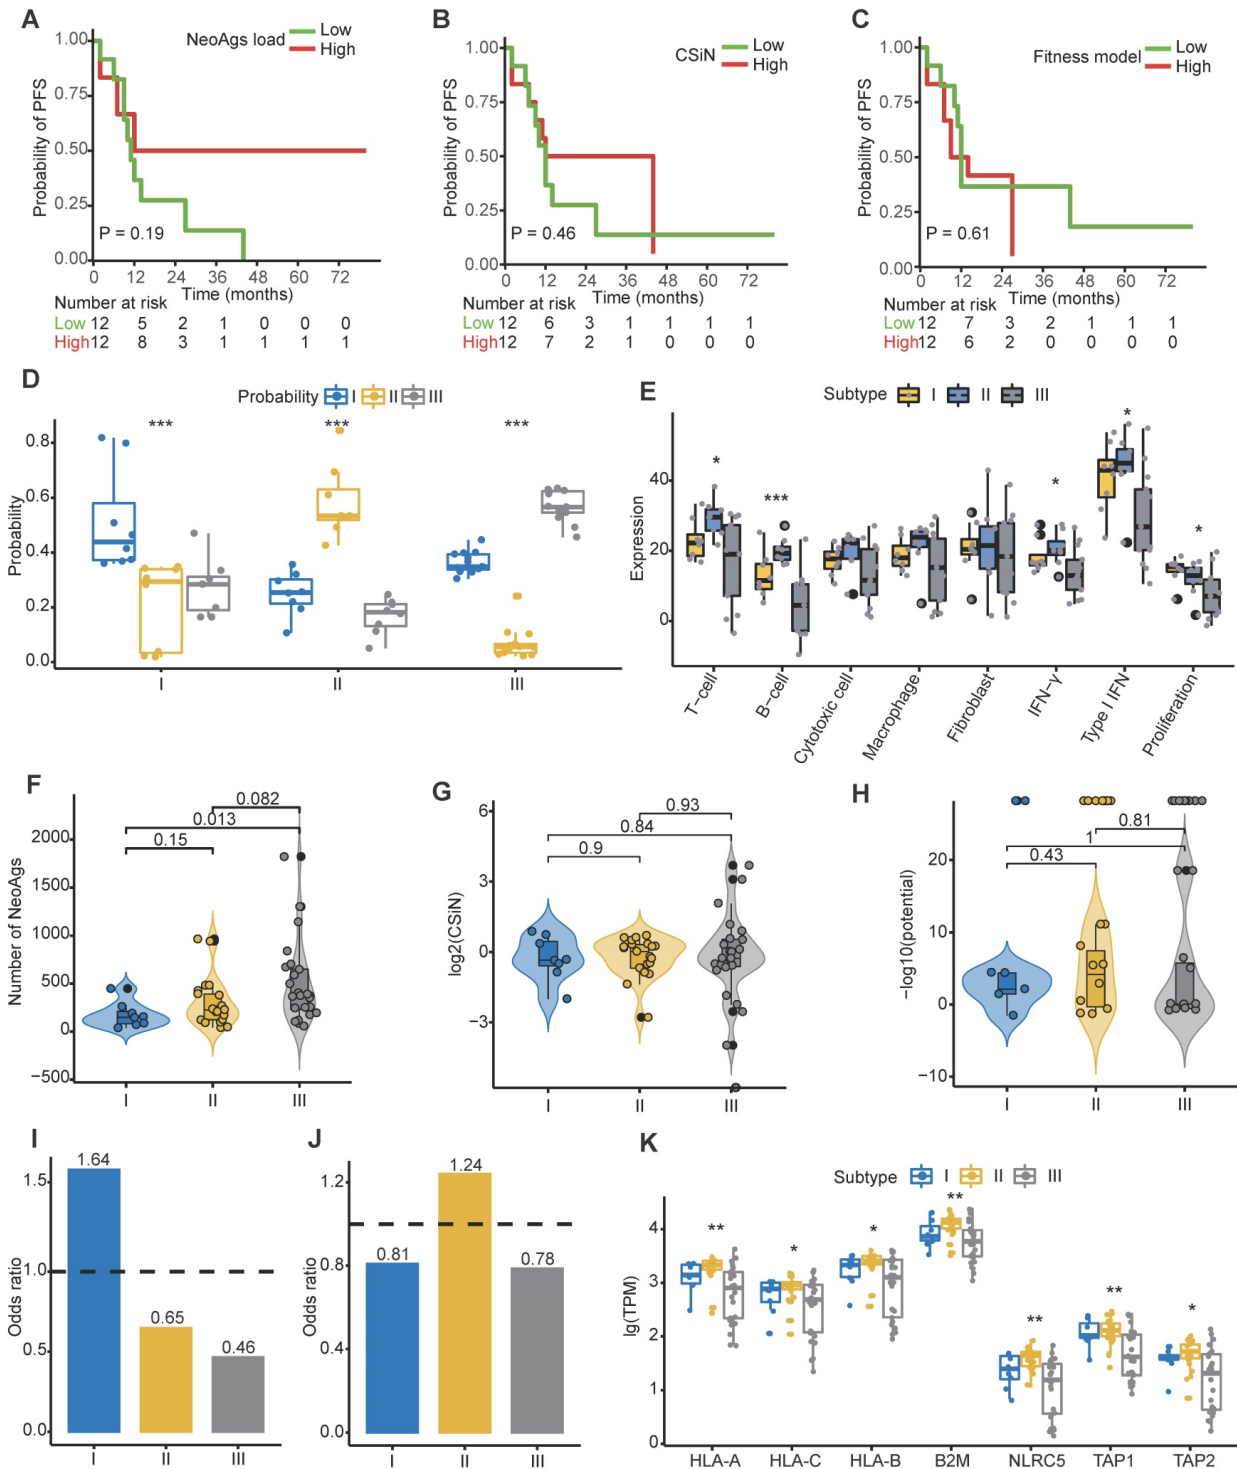 A
NeoAgs load
Low
High
Probability of PFS
1.00
0.75
0.50
0.25
0.00
P = 0.19
0 12 24 36 48 60 72
Time (months)
Number at risk
Low 12 5 2 1 0 0 0
High 12 8 3 1 1 1 1
B
CSiN
Low
High
Probability of PFS
1.00
0.75
0.50
0.25
0.00
P = 0.46
0 12 24 36 48 60 72
Time (months)
Number at risk
Low 12 6 3 1 1 1 1
High 12 7 2 1 0 0 0
C
Fitness model
Low
High
Probability of PFS
1.00
0.75
0.50
0.25
0.00
P = 0.61
0 12 24 36 48 60 72
Time (months)
Number at risk
Low 12 7 3 2 1 1 1
High 12 6 2 0 0 0 0
D
Probability I II III
Probability
0.8
0.6
0.4
0.2
0.0
*** *** ***
I II III
E
Subtype I II III
Expression
40
20
0
* *** * * *
T-cell
B-cell
Cytotoxic cell
Macrophage
Fibroblast
IFN-γ
Type I IFN
Proliferation
F
Number of NeoAgs
2000
1500
1000
500
0
−500
0.082
0.013
0.15
I II III
G
log2(CSiN)
6
3
0
−3
0.93
0.84
0.9
I II III
H
−log10(potential)
20
10
0
−10
0.81
1
0.43
I II III
I
Odds ratio
1.5
1.0
0.5
0.0
1.64
0.65
0.46
I II III
J
Odds ratio
1.2
0.8
0.4
0.0
0.81
1.24
0.78
I II III
K
Subtype I II III
lg(TPM)
4
3
2
1
0
** * * ** ** ** *
HLA-A HLA-C HLA-B B2M NLRC5 TAP1 TAP2